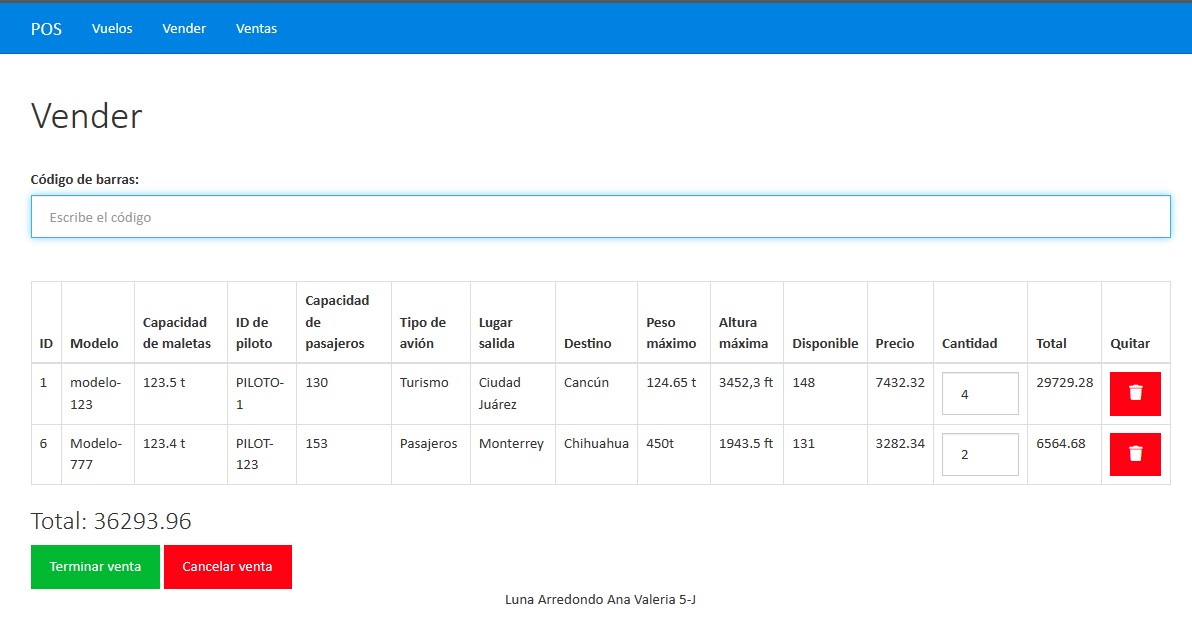 POS Vuelos Vender Ventas
Vender
Código de barras:
Escribe el código
ID Modelo Capacidad de maletas ID de piloto Capacidad de pasajeros Tipo de avión Lugar salida Destino Peso máximo Altura máxima Disponible Precio Cantidad Total Quitar
1 modelo-123 123.5 t PILOTO-1 130 Turismo Ciudad Juárez Cancún 124.65 t 3452,3 ft 148 7432.32 4 29729.28
6 Modelo-777 123.4 t PILOT-123 153 Pasajeros Monterrey Chihuahua 450t 1943.5 ft 131 3282.34 2 6564.68
Total: 36293.96
Terminar venta Cancelar venta
Luna Arredondo Ana Valeria 5-J